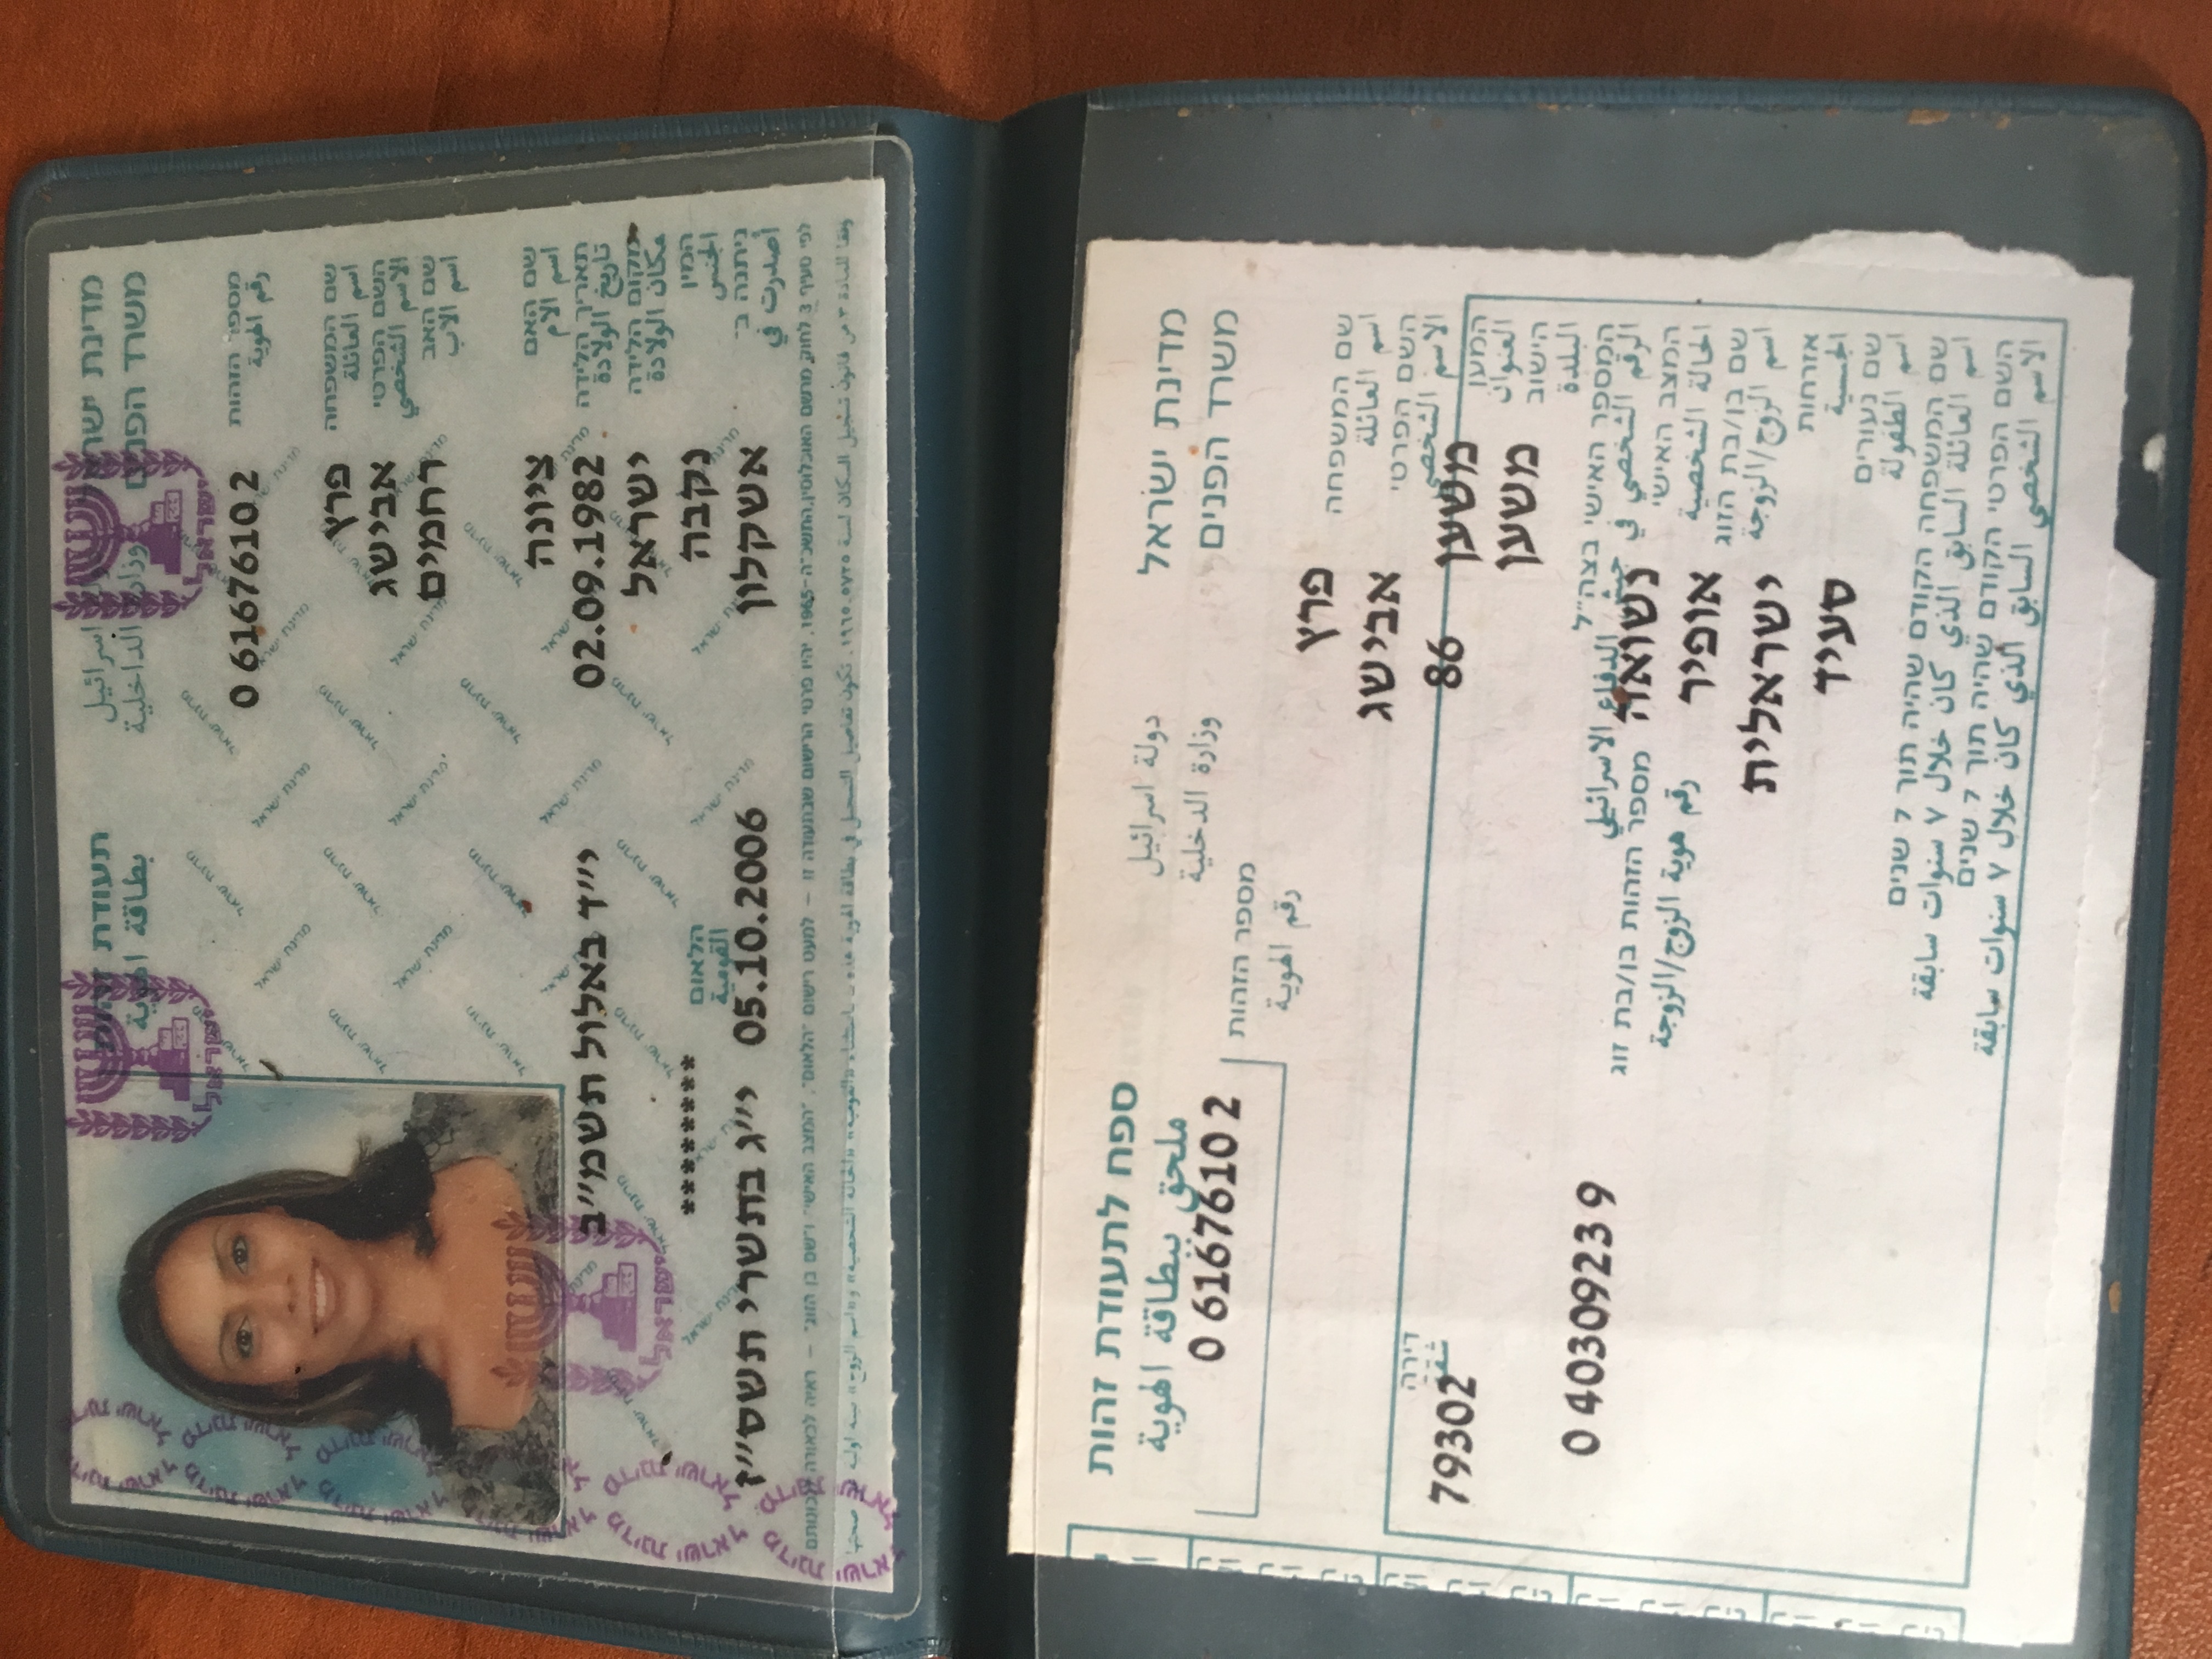 מדינת ישראל دولة اسرائيل תעודת זהות
משרד הפנים وزارة الداخلية بطاقة الهوية
ישראל ישראל
מספר הזהות 0 6167610 2
رقم الهوية
שם המשפחה פרץ
اسم العائلة
השם הפרטי אבישג
الاسم الشخصي
שם האב רחמים
اسم الاب
שם האם ציונה
اسم الام
תאריך הלידה 02.09.1982 י״ד באלול תשמ״ב
تاريخ الولادة
מקום הלידה ישראל
مكان الولادة
ישראל
המין נקבה הלאום ********
الجنس القومية
ניתנה ב- אשקלון 05.10.2006 י״ג בתשרי תשס״ז
أصدرت في
לפי סעיף 3 לחוק מרשם האוכלוסין, התשכ״ה-1965, יהיו פרטי הרישום שבתעודה זו – למעט רישום "הלאום", "המצב האישי" ו"שם בן הזוג" – ראיה לכאורה לנכונותם
وفقا للمادة ٣ من قانون تسجيل السكان لسنة ٥٧٢٥-١٩٦٥، تكون تفاصيل التسجيل في بطاقة الهوية هذه – باستثناء «القومية» «الحالة الشخصية» و«اسم الزوج» بينه اوليه صحتها
מדינת ישראל دولة اسرائيل ספח לתעודת זהות
משרד הפנים وزارة الدخلية ملحق ببطاقة الهوية
מספר הזהות 0 6167610 2
رقم الهوية
שם המשפחה פרץ
اسم العائلة
השם הפרטי אבישג
الاسم الشخصي
המען משען 86 דירה 79302
العنوان شقة
הישוב משען
البلدة
המספר האישי בצה״ל
الرقم الشخصي في جيش الدفاع الاسرائيلي
המצב האישי נשואה מספר הזהות בן/בת זוג 0 4030923 9
الحالة الشخصية رقم هوية الزوج/الزوجة
שם בן/בת הזוג אופיר
اسم الزوج/الزوجة
אזרחות ישראלית
الجنسية
שם נעורים סעיד
اسم الطفولة
שם המשפחה הקודם שהיה תוך 7 שנים
اسم العائلة السابق الذي كان خلال ٧ سنوات سابقة
השם הפרטי הקודם שהיה תוך 7 שנים
الاسم الشخصي السابق الذي كان خلال ٧ سنوات سابقة